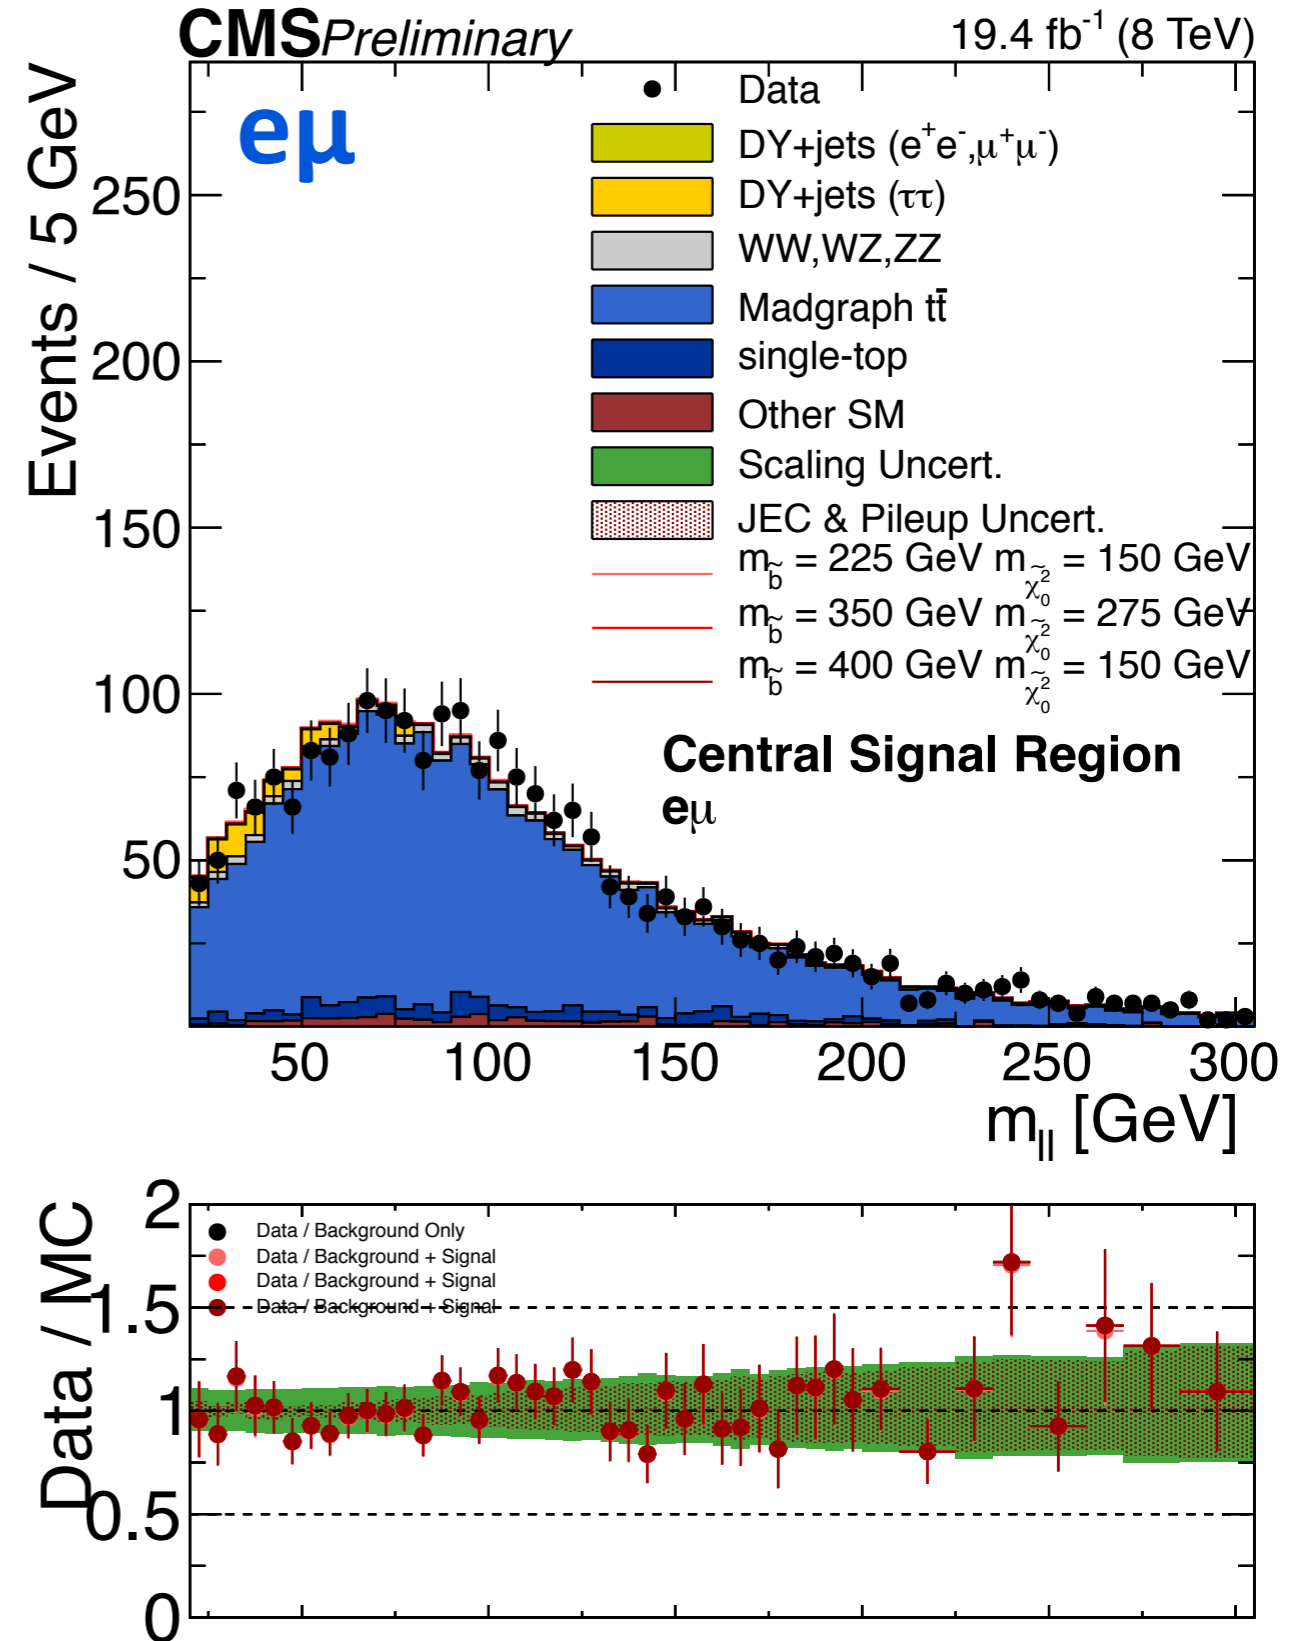 CMS Preliminary 19.4 fb⁻¹ (8 TeV)
eμ
Events / 5 GeV
250
200
150
100
50
Data
DY+jets (e⁺e⁻,μ⁺μ⁻)
DY+jets (ττ)
WW,WZ,ZZ
Madgraph tt̄
single-top
Other SM
Scaling Uncert.
JEC & Pileup Uncert.
m_b̃ = 225 GeV m_χ̃₀² = 150 GeV
m_b̃ = 350 GeV m_χ̃₀² = 275 GeV
m_b̃ = 400 GeV m_χ̃₀² = 150 GeV
Central Signal Region
eμ
50 100 150 200 250 300
m_ll [GeV]
Data / MC
2
1.5
1
0.5
0
Data / Background Only
Data / Background + Signal
Data / Background + Signal
Data / Background + Signal